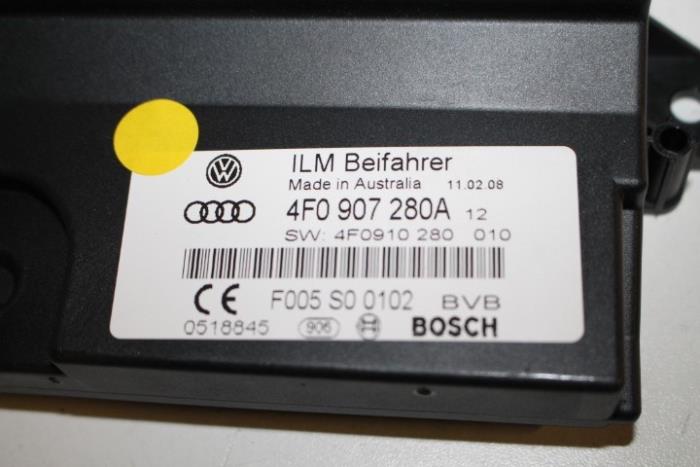 ILM Beifahrer
Made in Australia 11.02.08
4F0 907 280A 12
SW: 4F0910 280 010
CE F005 S0 0102 BVB
0518845 906 BOSCH